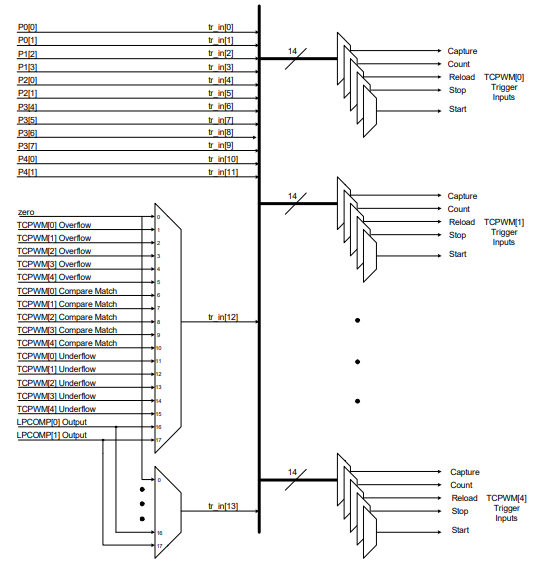 P0[0] tr_in[0]
P0[1] tr_in[1]
P1[2] tr_in[2]
P1[3] tr_in[3]
P2[0] tr_in[4]
P2[1] tr_in[5]
P3[4] tr_in[6]
P3[5] tr_in[7]
P3[6] tr_in[8]
P3[7] tr_in[9]
P4[0] tr_in[10]
P4[1] tr_in[11]
14
Capture
Count
Reload TCPWM[0]
Trigger
Stop
Inputs
Start
14
Capture
Count
Reload TCPWM[1]
Trigger
Stop
Inputs
Start
zero 0
TCPWM[0] Overflow 1
TCPWM[1] Overflow 2
TCPWM[2] Overflow 3
TCPWM[3] Overflow 4
TCPWM[4] Overflow 5
TCPWM[0] Compare Match 6
TCPWM[1] Compare Match 7
TCPWM[2] Compare Match 8
TCPWM[3] Compare Match 9
TCPWM[4] Compare Match 10
TCPWM[0] Underflow 11
TCPWM[1] Underflow 12
TCPWM[2] Underflow 13
TCPWM[3] Underflow 14
TCPWM[4] Underflow 15
LPCOMP[0] Output 16
LPCOMP[1] Output 17
tr_in[12]
0
16
17
tr_in[13]
14
Capture
Count
Reload TCPWM[4]
Trigger
Stop
Inputs
Start